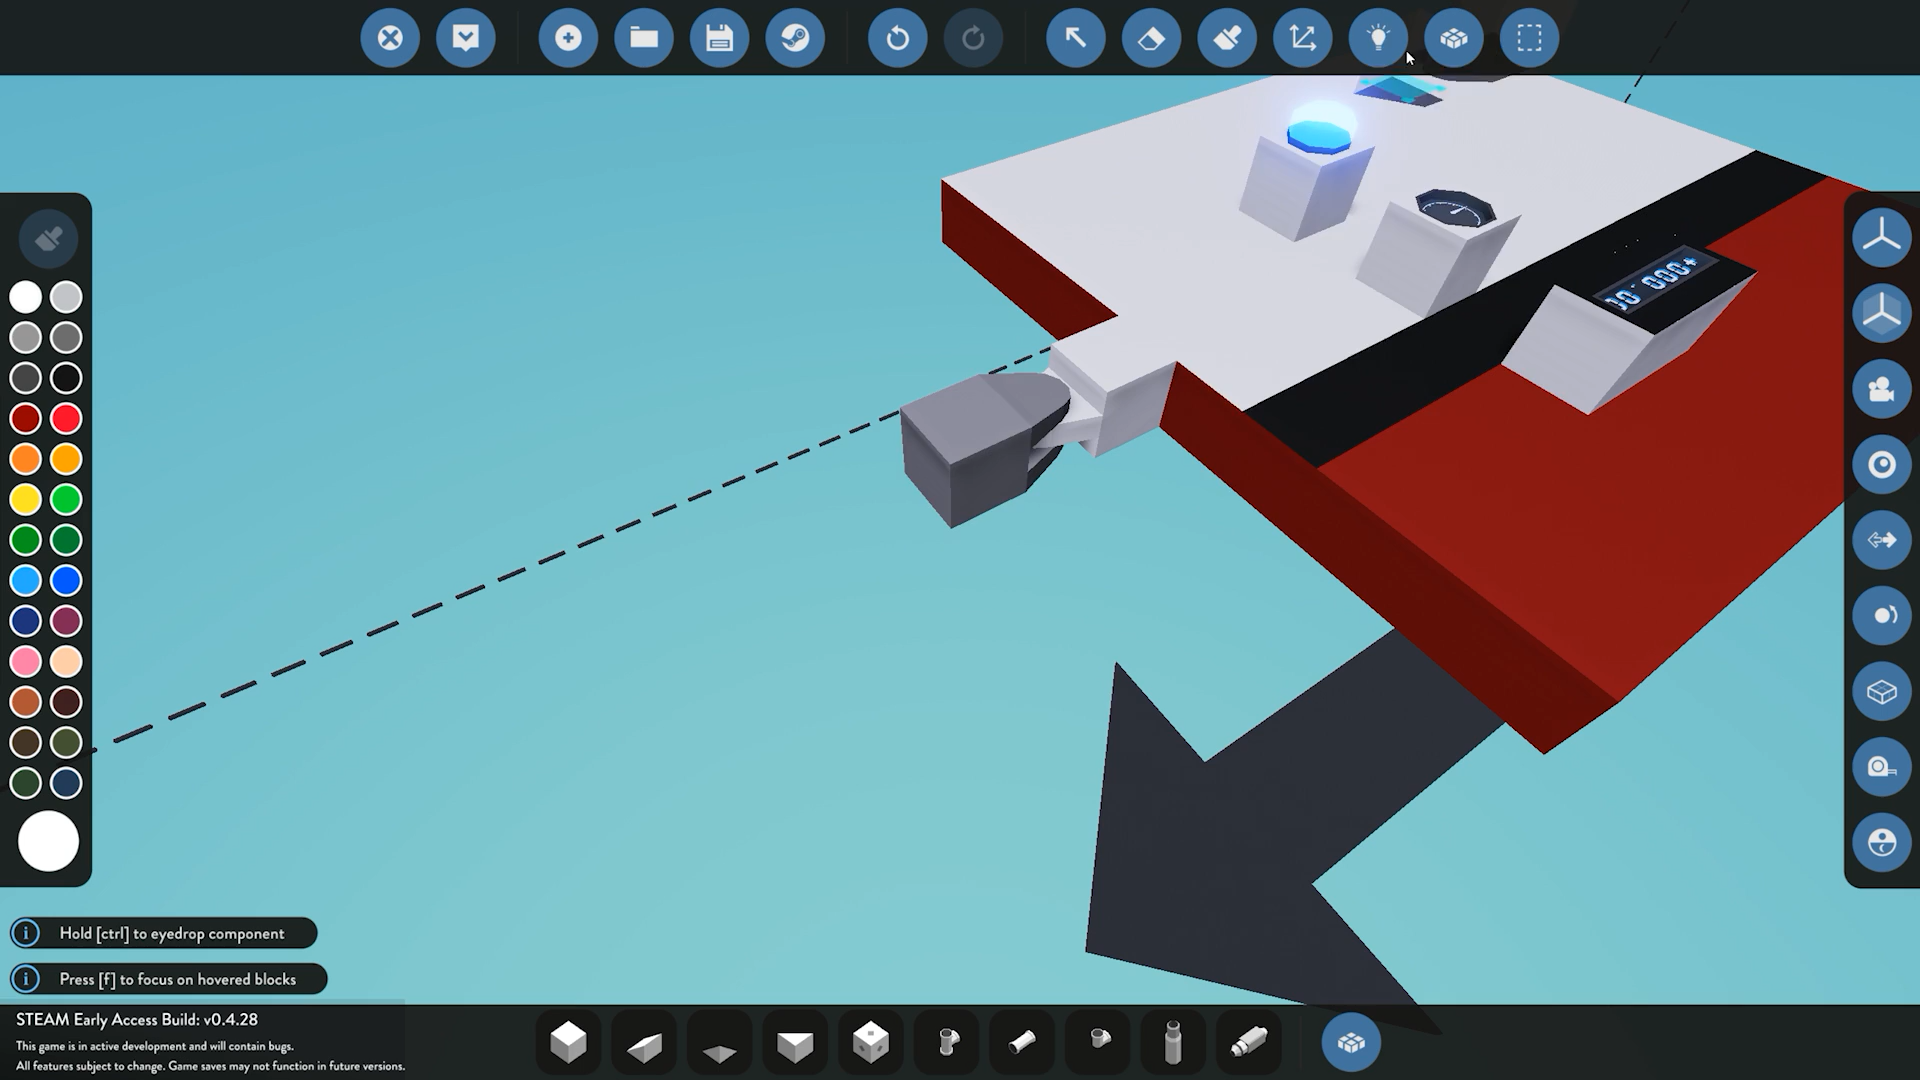 Hold [ctrl] to eyedrop component
Press [f] to focus on hovered blocks
STEAM Early Access Build: v0.4.28
This game is in active development and will contain bugs.
All features subject to change. Game saves may not function in future versions.